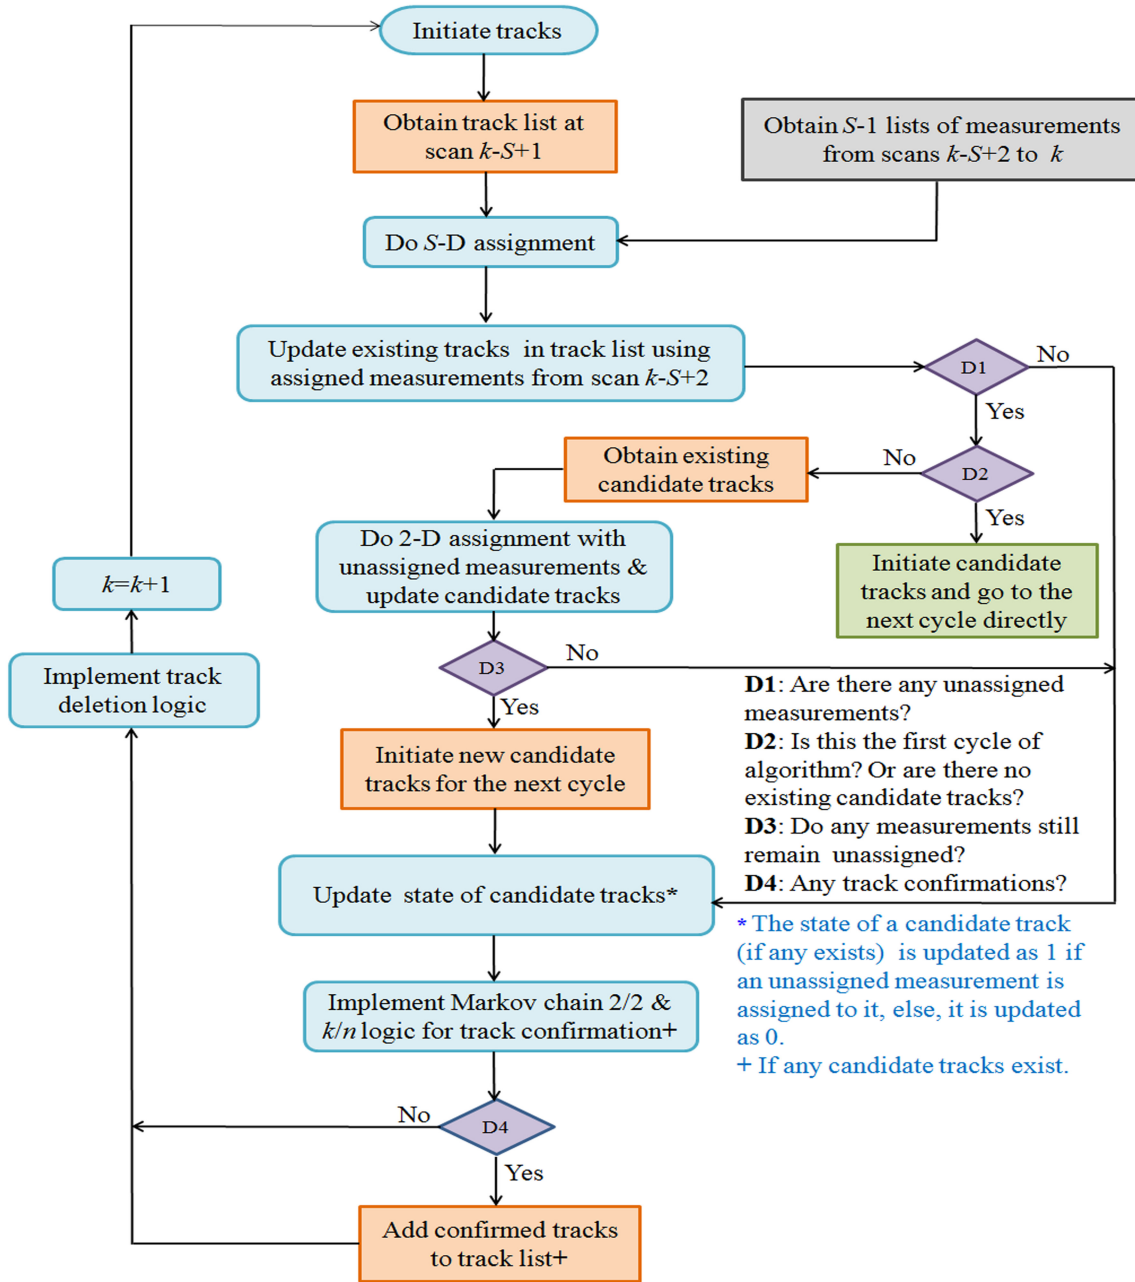 Initiate tracks
Obtain track list at
scan k-S+1
Obtain S-1 lists of measurements
from scans k-S+2 to k
Do S-D assignment
Update existing tracks in track list using
assigned measurements from scan k-S+2
D1
No
Yes
Obtain existing
candidate tracks
No
D2
Yes
Do 2-D assignment with
unassigned measurements &
update candidate tracks
Initiate candidate
tracks and go to the
next cycle directly
k=k+1
Implement track
deletion logic
D3
No
Yes
Initiate new candidate
tracks for the next cycle
D1: Are there any unassigned
measurements?
D2: Is this the first cycle of
algorithm? Or are there no
existing candidate tracks?
D3: Do any measurements still
remain unassigned?
D4: Any track confirmations?
Update state of candidate tracks*
* The state of a candidate track
(if any exists) is updated as 1 if
an unassigned measurement is
assigned to it, else, it is updated
as 0.
+ If any candidate tracks exist.
Implement Markov chain 2/2 &
k/n logic for track confirmation+
No
D4
Yes
Add confirmed tracks
to track list+